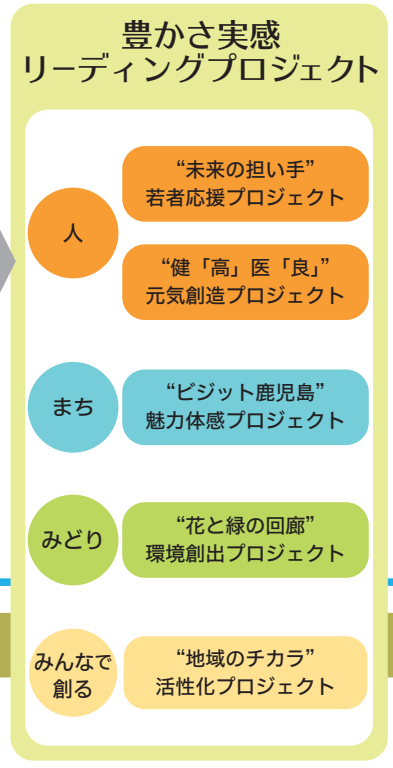 豊かさ実感
リーディングプロジェクト
人
“未来の担い手”
若者応援プロジェクト
“健「高」医「良」”
元気創造プロジェクト
まち
“ビジット鹿児島”
魅力体感プロジェクト
みどり
“花と緑の回廊”
環境創出プロジェクト
みんなで
創る
“地域のチカラ”
活性化プロジェクト